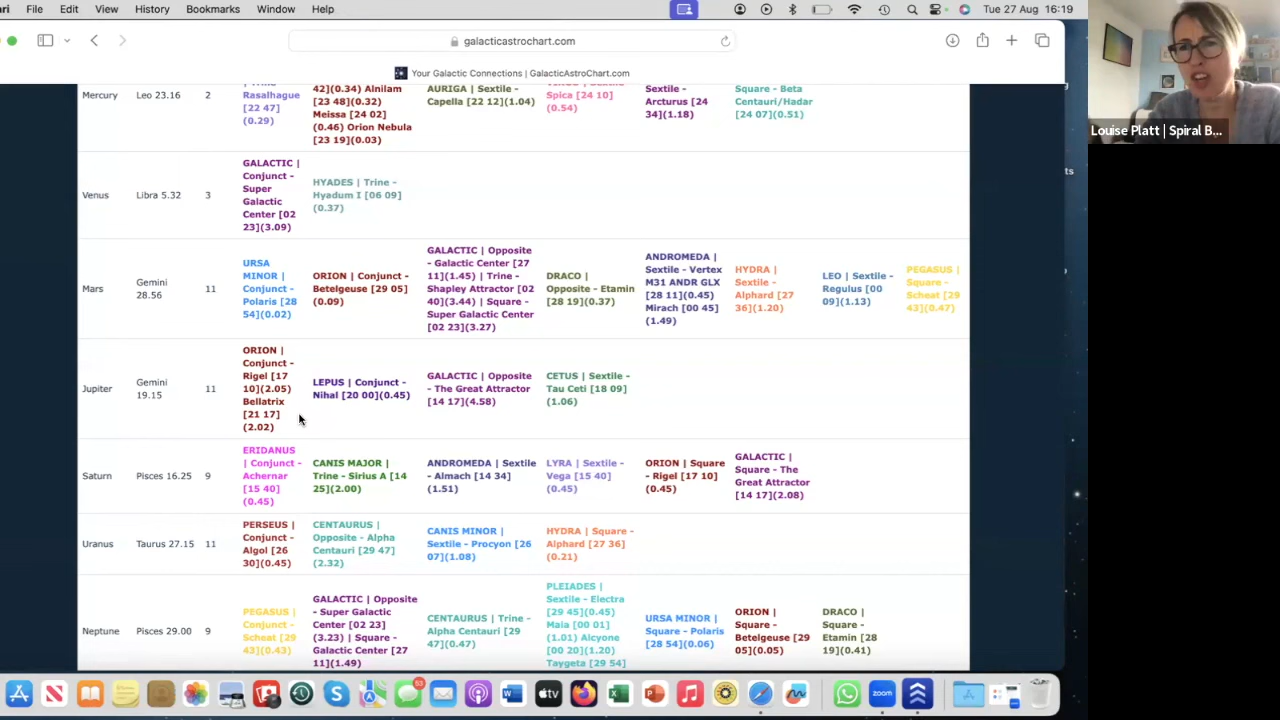 ri File Edit View History Bookmarks Window Help Tue 27 Aug 16:19
galacticastrochart.com
Your Galactic Connections | GalacticAstroChart.com
Mercury Leo 23.16 2
Rasalhague
[22 47]
(0.29)
42](0.34) Alnilam
[23 48](0.32)
Meissa [24 02]
(0.46) Orion Nebula
[23 19](0.03)
AURIGA | Sextile -
Capella [22 12](1.04)
Spica [24 10]
(0.54)
Sextile -
Arcturus [24
34](1.18)
Square - Beta
Centauri/Hadar
[24 07](0.51)
Venus Libra 5.32 3
GALACTIC |
Conjunct -
Super
Galactic
Center [02
23](3.09)
HYADES | Trine -
Hyadum I [06 09]
(0.37)
Mars Gemini
28.56 11
URSA
MINOR |
Conjunct -
Polaris [28
54](0.02)
ORION | Conjunct -
Betelgeuse [29 05]
(0.09)
GALACTIC | Opposite
- Galactic Center [27
11](1.45) | Trine -
Shapley Attractor [02
40](3.44) | Square -
Super Galactic Center
[02 23](3.27)
DRACO |
Opposite - Etamin
[28 19](0.37)
ANDROMEDA |
Sextile - Vertex
M31 ANDR GLX
[28 11](0.45)
Mirach [00 45]
(1.49)
HYDRA |
Sextile -
Alphard [27
36](1.20)
LEO | Sextile -
Regulus [00
09](1.13)
PEGASUS |
Square -
Scheat [29
43](0.47)
Jupiter Gemini
19.15 11
ORION |
Conjunct -
Rigel [17
10](2.05)
Bellatrix
[21 17]
(2.02)
LEPUS | Conjunct -
Nihal [20 00](0.45)
GALACTIC | Opposite
- The Great Attractor
[14 17](4.58)
CETUS | Sextile -
Tau Ceti [18 09]
(1.06)
Saturn Pisces 16.25 9
ERIDANUS
| Conjunct -
Achernar
[15 40]
(0.45)
CANIS MAJOR |
Trine - Sirius A [14
25](2.00)
ANDROMEDA | Sextile
- Almach [14 34]
(1.51)
LYRA | Sextile -
Vega [15 40]
(0.45)
ORION | Square
- Rigel [17 10]
(0.45)
GALACTIC |
Square - The
Great Attractor
[14 17](2.08)
Uranus Taurus 27.15 11
PERSEUS |
Conjunct -
Algol [26
30](0.45)
CENTAURUS |
Opposite - Alpha
Centauri [29 47]
(2.32)
CANIS MINOR |
Sextile - Procyon [26
07](1.08)
HYDRA | Square -
Alphard [27 36]
(0.21)
Neptune Pisces 29.00 9
PEGASUS |
Conjunct -
Scheat [29
43](0.43)
GALACTIC | Opposite
- Super Galactic
Center [02 23]
(3.23) | Square -
Galactic Center [27
11](1.49)
CENTAURUS | Trine -
Alpha Centauri [29
47](0.47)
PLEIADES |
Sextile - Electra
[29 45](0.45)
Maia [00 01]
(1.01) Alcyone
[00 20](1.20)
Taygeta [29 54]
URSA MINOR |
Square - Polaris
[28 54](0.06)
ORION |
Square -
Betelgeuse [29
05](0.05)
DRACO |
Square -
Etamin [28
19](0.41)
Louise Platt | Spiral B...
ts
zoom
tv